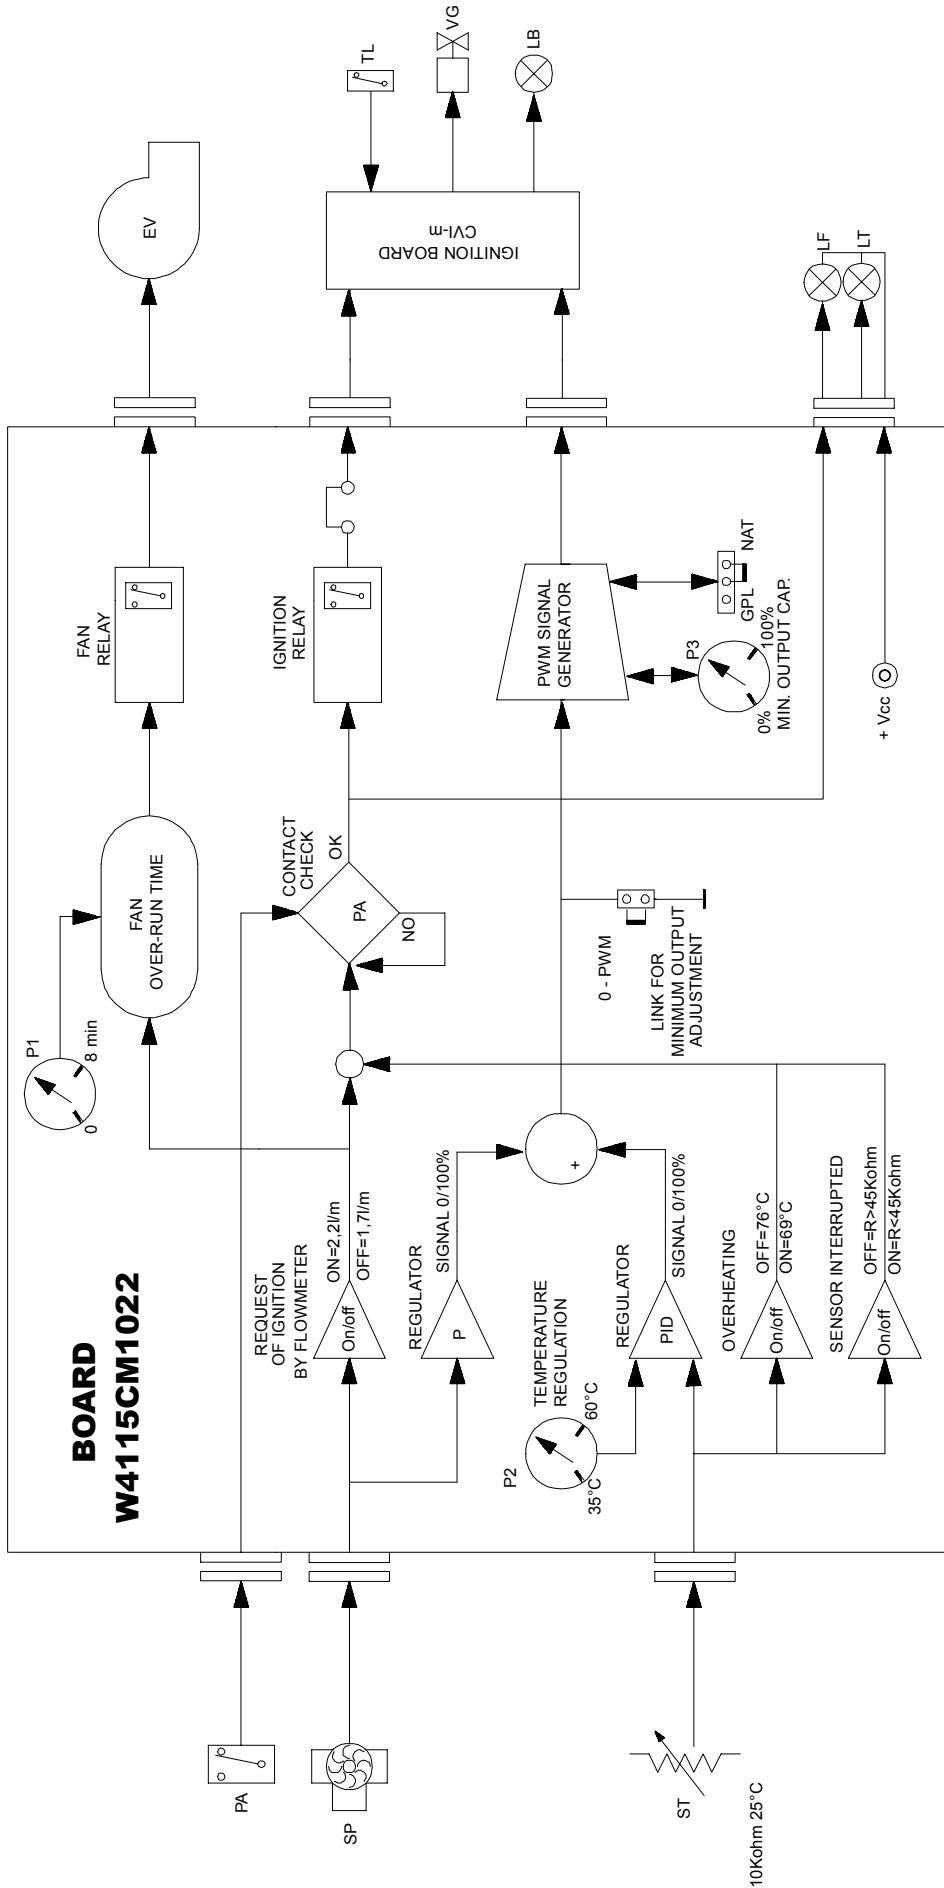 BOARD
W4115CM1022
PA
SP
ST
10Kohm 25°C
P1
0
8 min
FAN
OVER-RUN TIME
FAN
RELAY
EV
REQUEST
OF IGNITION
BY FLOWMETER
On/off
ON=2,2l/m
OFF=1,7l/m
CONTACT
CHECK
PA
OK
NO
IGNITION
RELAY
IGNITION BOARD
CVI-m
TL
VG
LB
REGULATOR
P
SIGNAL 0/100%
+
P2
TEMPERATURE
REGULATION
35°C
60°C
REGULATOR
PID
SIGNAL 0/100%
0 - PWM
LINK FOR
MINIMUM OUTPUT
ADJUSTMENT
PWM SIGNAL
GENERATOR
P3
0%
100%
MIN. OUTPUT CAP.
GPL
NAT
OVERHEATING
On/off
OFF=76°C
ON=69°C
SENSOR INTERRUPTED
On/off
OFF=R>45Kohm
ON=R<45Kohm
+ Vcc
LF
LT